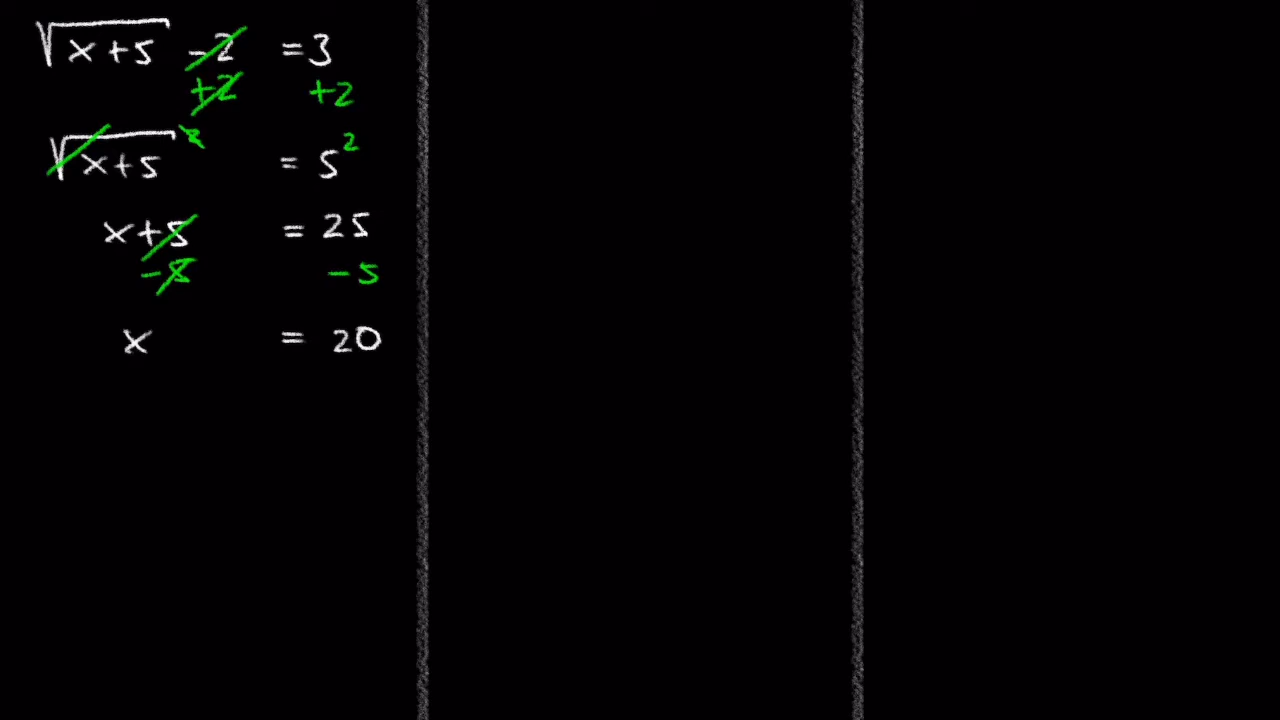 √x+5 -2 = 3
+2 +2
√x+5 ² = 5²
x+5 = 25
-5 -5
x = 20